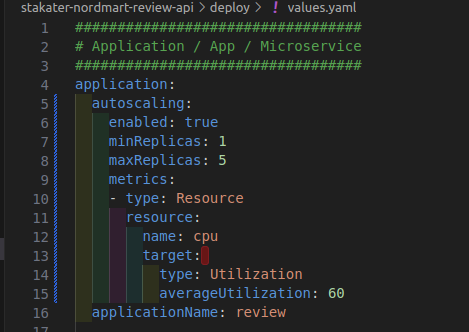 stakater-nordmart-review-api > deploy > ! values.yaml
1 ##################################
2 # Application / App / Microservice
3 ##################################
4 application:
5   autoscaling:
6     enabled: true
7     minReplicas: 1
8     maxReplicas: 5
9     metrics:
10     - type: Resource
11       resource:
12         name: cpu
13         target:
14           type: Utilization
15           averageUtilization: 60
16   applicationName: review